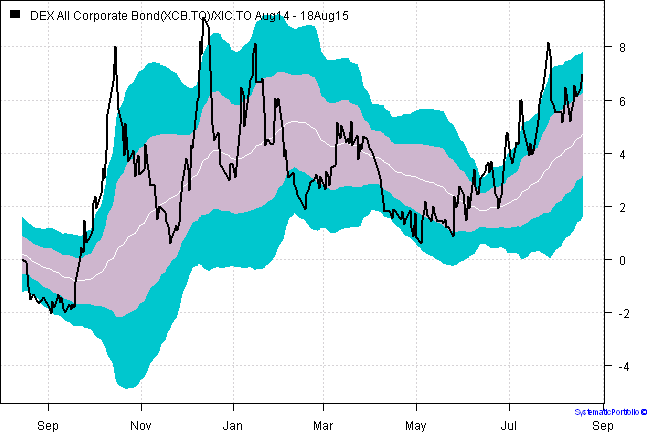 DEX All Corporate Bond(XCB.TO)/XIC.TO Aug14 - 18Aug15
8
6
4
2
0
-2
-4
Sep Nov Jan Mar May Jul Sep
SystematicPortfolio ©